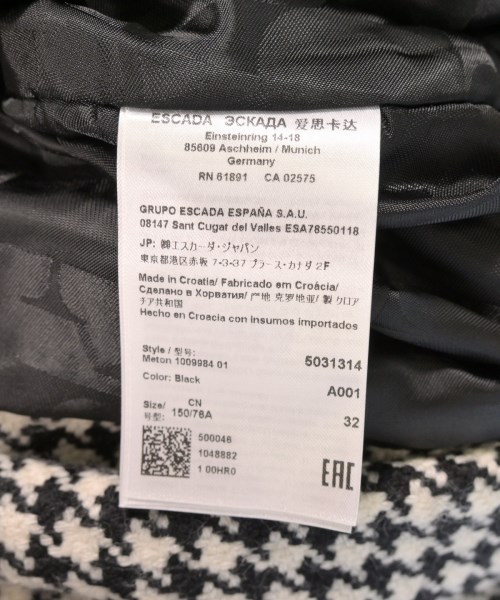 ESCADA ЭСКАДА 爱思卡达
Einsteinring 14-18
85609 Aschheim / Munich
Germany
RN 61891 CA 02575
GRUPO ESCADA ESPAÑA S.A.U.
08147 Sant Cugat del Valles ESA78550118
JP: ㈱エスカーダ・ジャパン
東京都港区赤坂 7-3-37 プラース・カナダ 2F
Made in Croatia/ Fabricado em Croácia/
Сделано в Хорватия/ 产地 克罗地亚/ 製 クロア
チア共和国
Hecho en Croacia con insumos importados
Style / 型号:
Meton 1009984 01 5031314
Color: Black A001
Size/ CN 32
号型: 150/76A
500046
1048882
1 00HR0
EAC